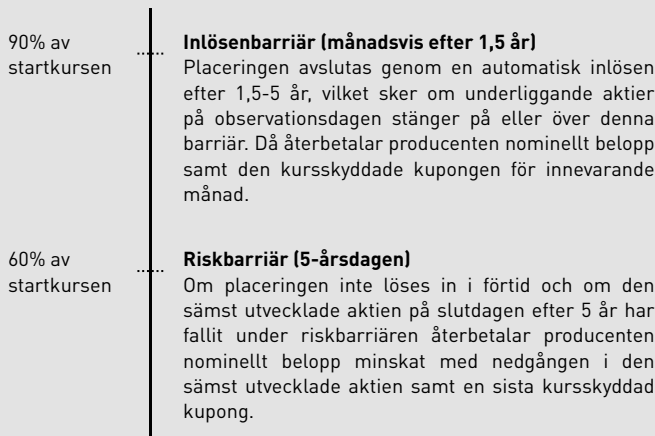 90% av
startkursen
Inlösenbarriär (månadsvis efter 1,5 år)
Placeringen avslutas genom en automatisk inlösen
efter 1,5-5 år, vilket sker om underliggande aktier
på observationsdagen stänger på eller över denna
barriär. Då återbetalar producenten nominellt belopp
samt den kursskyddade kupongen för innevarande
månad.
60% av
startkursen
Riskbarriär (5-årsdagen)
Om placeringen inte löses in i förtid och om den
sämst utvecklade aktien på slutdagen efter 5 år har
fallit under riskbarriären återbetalar producenten
nominellt belopp minskat med nedgången i den
sämst utvecklade aktien samt en sista kursskyddad
kupong.